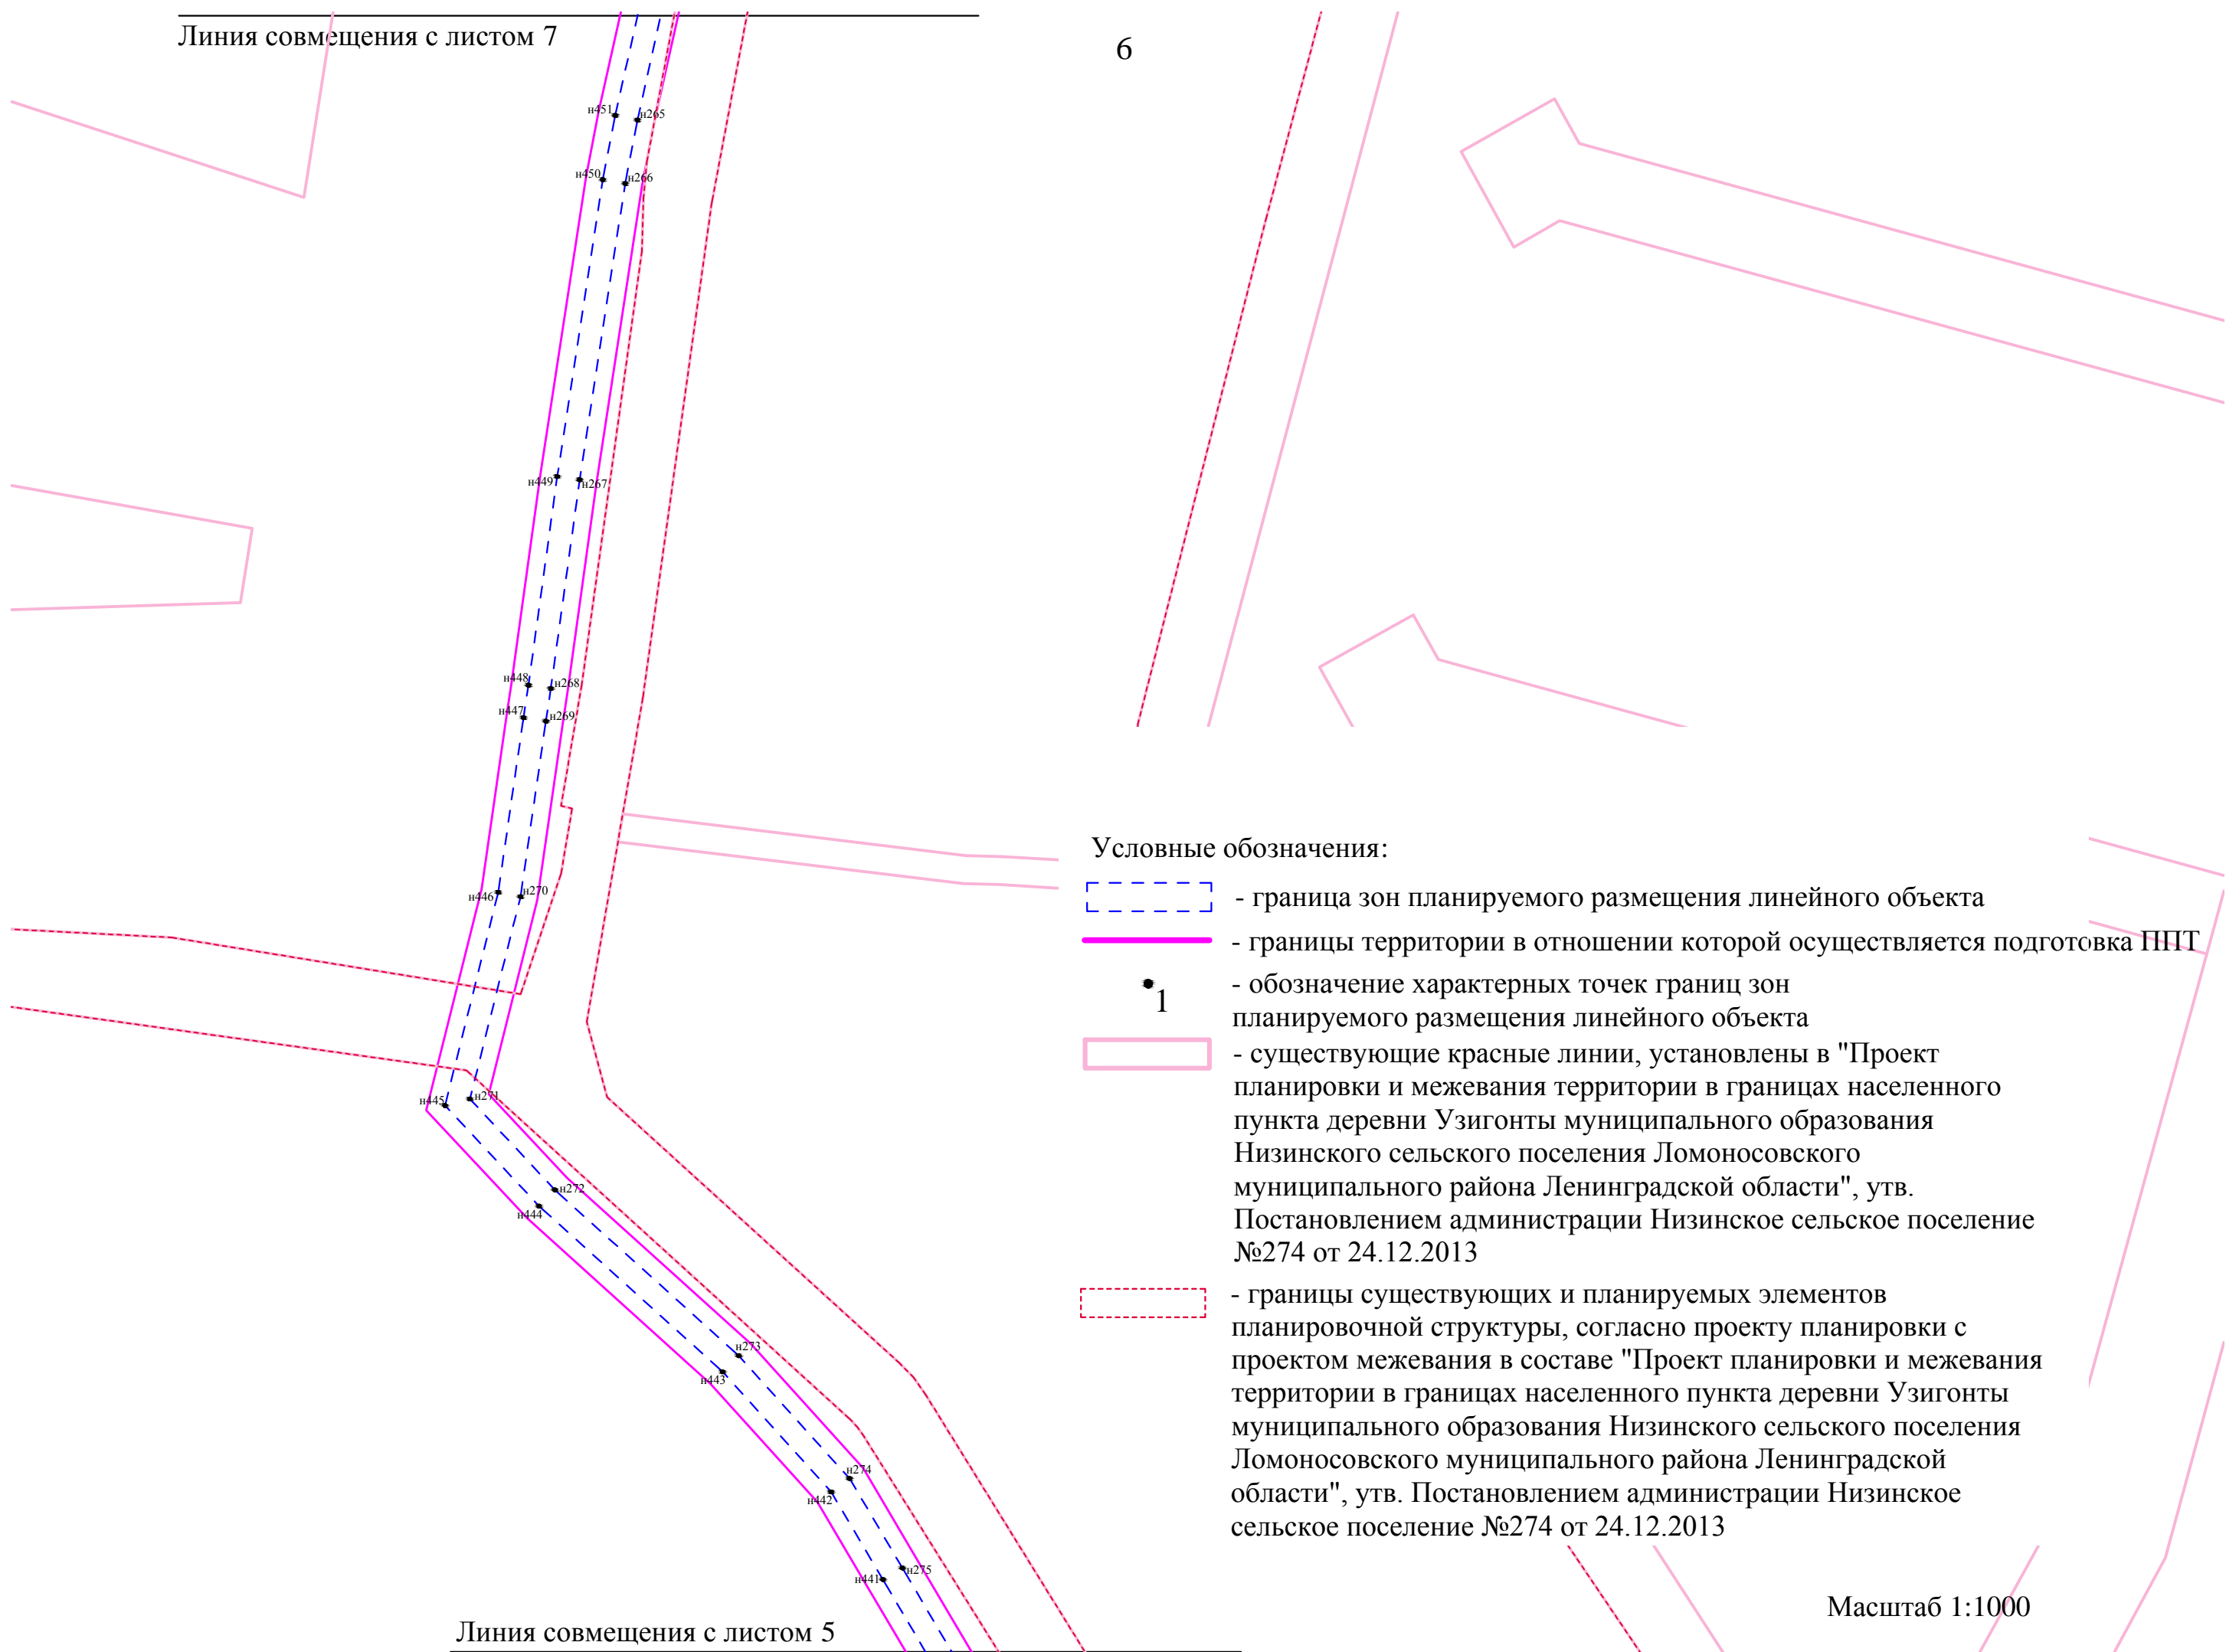 Линия совмещения с листом 7
6
н451
н265
н450
н266
н449
н267
н448
н268
н447
н269
н446
н270
н445
н271
н272
н444
н273
н443
н274
н442
н275
н441
Условные обозначения:
- граница зон планируемого размещения линейного объекта
- границы территории в отношении которой осуществляется подготовка ППТ
1
- обозначение характерных точек границ зон
планируемого размещения линейного объекта
- существующие красные линии, установлены в "Проект
планировки и межевания территории в границах населенного
пункта деревни Узигонты муниципального образования
Низинского сельского поселения Ломоносовского
муниципального района Ленинградской области", утв.
Постановлением администрации Низинское сельское поселение
№274 от 24.12.2013
- границы существующих и планируемых элементов
планировочной структуры, согласно проекту планировки с
проектом межевания в составе "Проект планировки и межевания
территории в границах населенного пункта деревни Узигонты
муниципального образования Низинского сельского поселения
Ломоносовского муниципального района Ленинградской
области", утв. Постановлением администрации Низинское
сельское поселение №274 от 24.12.2013
Масштаб 1:1000
Линия совмещения с листом 5